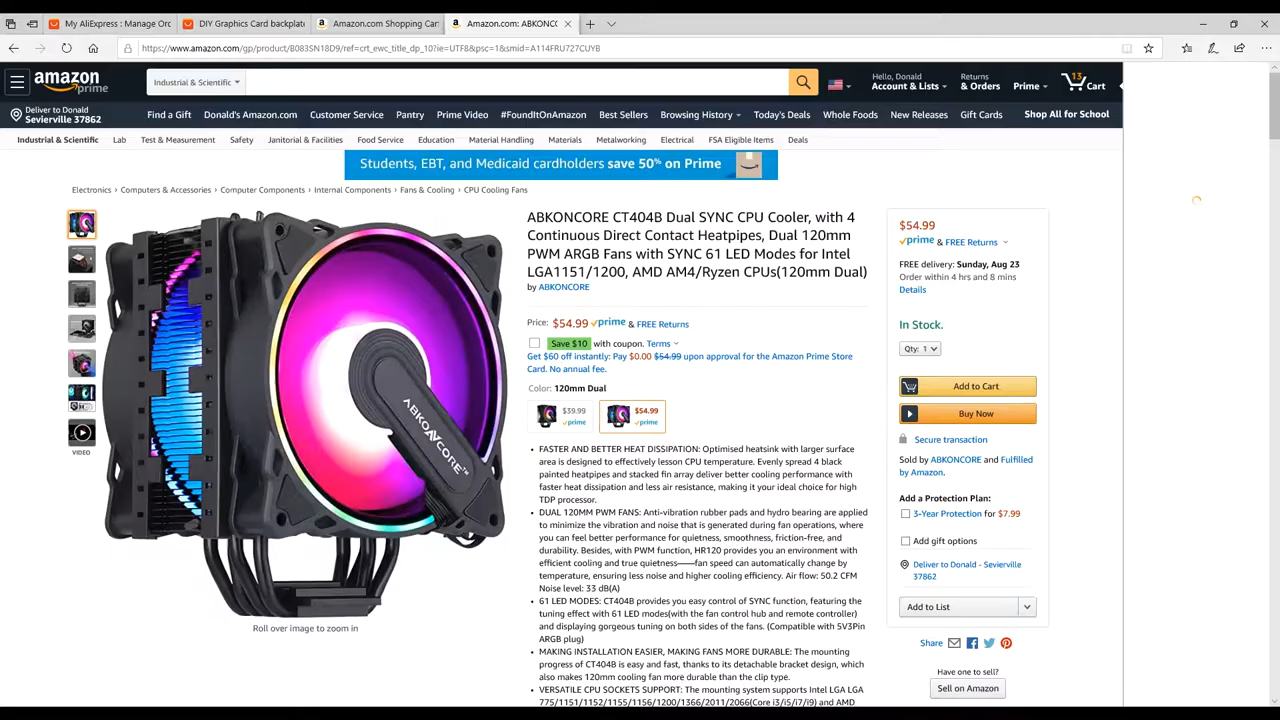 My AliExpress : Manage Orc
DIY Graphics Card backplate
Amazon.com Shopping Car
Amazon.com: ABKONCO
https://www.amazon.com/gp/product/B083SN18D9/ref=crt_ewc_title_dp_10?ie=UTF8&psc=1&smid=A114FRU727CUYB
amazon
prime
Industrial & Scientific
Hello, Donald
Account & Lists
Returns
& Orders
Prime
13
Cart
Deliver to Donald
Sevierville 37862
Find a Gift
Donald's Amazon.com
Customer Service
Pantry
Prime Video
#FoundItOnAmazon
Best Sellers
Browsing History
Today's Deals
Whole Foods
New Releases
Gift Cards
Shop All for School
Industrial & Scientific
Lab
Test & Measurement
Safety
Janitorial & Facilities
Food Service
Education
Material Handling
Materials
Metalworking
Electrical
FSA Eligible Items
Deals
Students, EBT, and Medicaid cardholders save 50% on Prime
Electronics › Computers & Accessories › Computer Components › Internal Components › Fans & Cooling › CPU Cooling Fans
ABKONCORE™
VIDEO
Roll over image to zoom in
ABKONCORE CT404B Dual SYNC CPU Cooler, with 4
Continuous Direct Contact Heatpipes, Dual 120mm
PWM ARGB Fans with SYNC 61 LED Modes for Intel
LGA1151/1200, AMD AM4/Ryzen CPUs(120mm Dual)
by ABKONCORE
Price: $54.99 prime & FREE Returns
Save $10 with coupon. Terms
Get $60 off instantly: Pay $0.00 $54.99 upon approval for the Amazon Prime Store
Card. No annual fee.
Color: 120mm Dual
$39.99
prime
$54.99
prime
• FASTER AND BETTER HEAT DISSIPATION: Optimised heatsink with larger surface
area is designed to effectively lesson CPU temperature. Evenly spread 4 black
painted heatpipes and stacked fin array deliver better cooling performance with
faster heat dissipation and less air resistance, making it your ideal choice for high
TDP processor.
• DUAL 120MM PWM FANS: Anti-vibration rubber pads and hydro bearing are applied
to minimize the vibration and noise that is generated during fan operations, where
you can feel better performance for quietness, smoothness, friction-free, and
durability. Besides, with PWM function, HR120 provides you an environment with
efficient cooling and true quietness——fan speed can automatically change by
temperature, ensuring less noise and higher cooling efficiency. Air flow: 50.2 CFM
Noise level: 33 dB(A)
• 61 LED MODES: CT404B provides you easy control of SYNC function, featuring the
tuning effect with 61 LED modes(with the fan control hub and remote controller)
and displaying gorgeous tuning on both sides of the fans. (Compatible with 5V3Pin
ARGB plug)
• MAKING INSTALLATION EASIER, MAKING FANS MORE DURABLE: The mounting
progress of CT404B is easy and fast, thanks to its detachable bracket design, which
also makes 120mm cooling fan more durable than the clip type.
• VERSATILE CPU SOCKETS SUPPORT: The mounting system supports Intel LGA LGA
775/1151/1152/1155/1156/1200/1366/2011/2066(Core i3/i5/i7/i9) and AMD
$54.99
prime & FREE Returns
FREE delivery: Sunday, Aug 23
Order within 4 hrs and 8 mins
Details
In Stock.
Qty: 1
Add to Cart
Buy Now
Secure transaction
Sold by ABKONCORE and Fulfilled
by Amazon.
Add a Protection Plan:
3-Year Protection for $7.99
Add gift options
Deliver to Donald - Sevierville
37862
Add to List
Share
Have one to sell?
Sell on Amazon